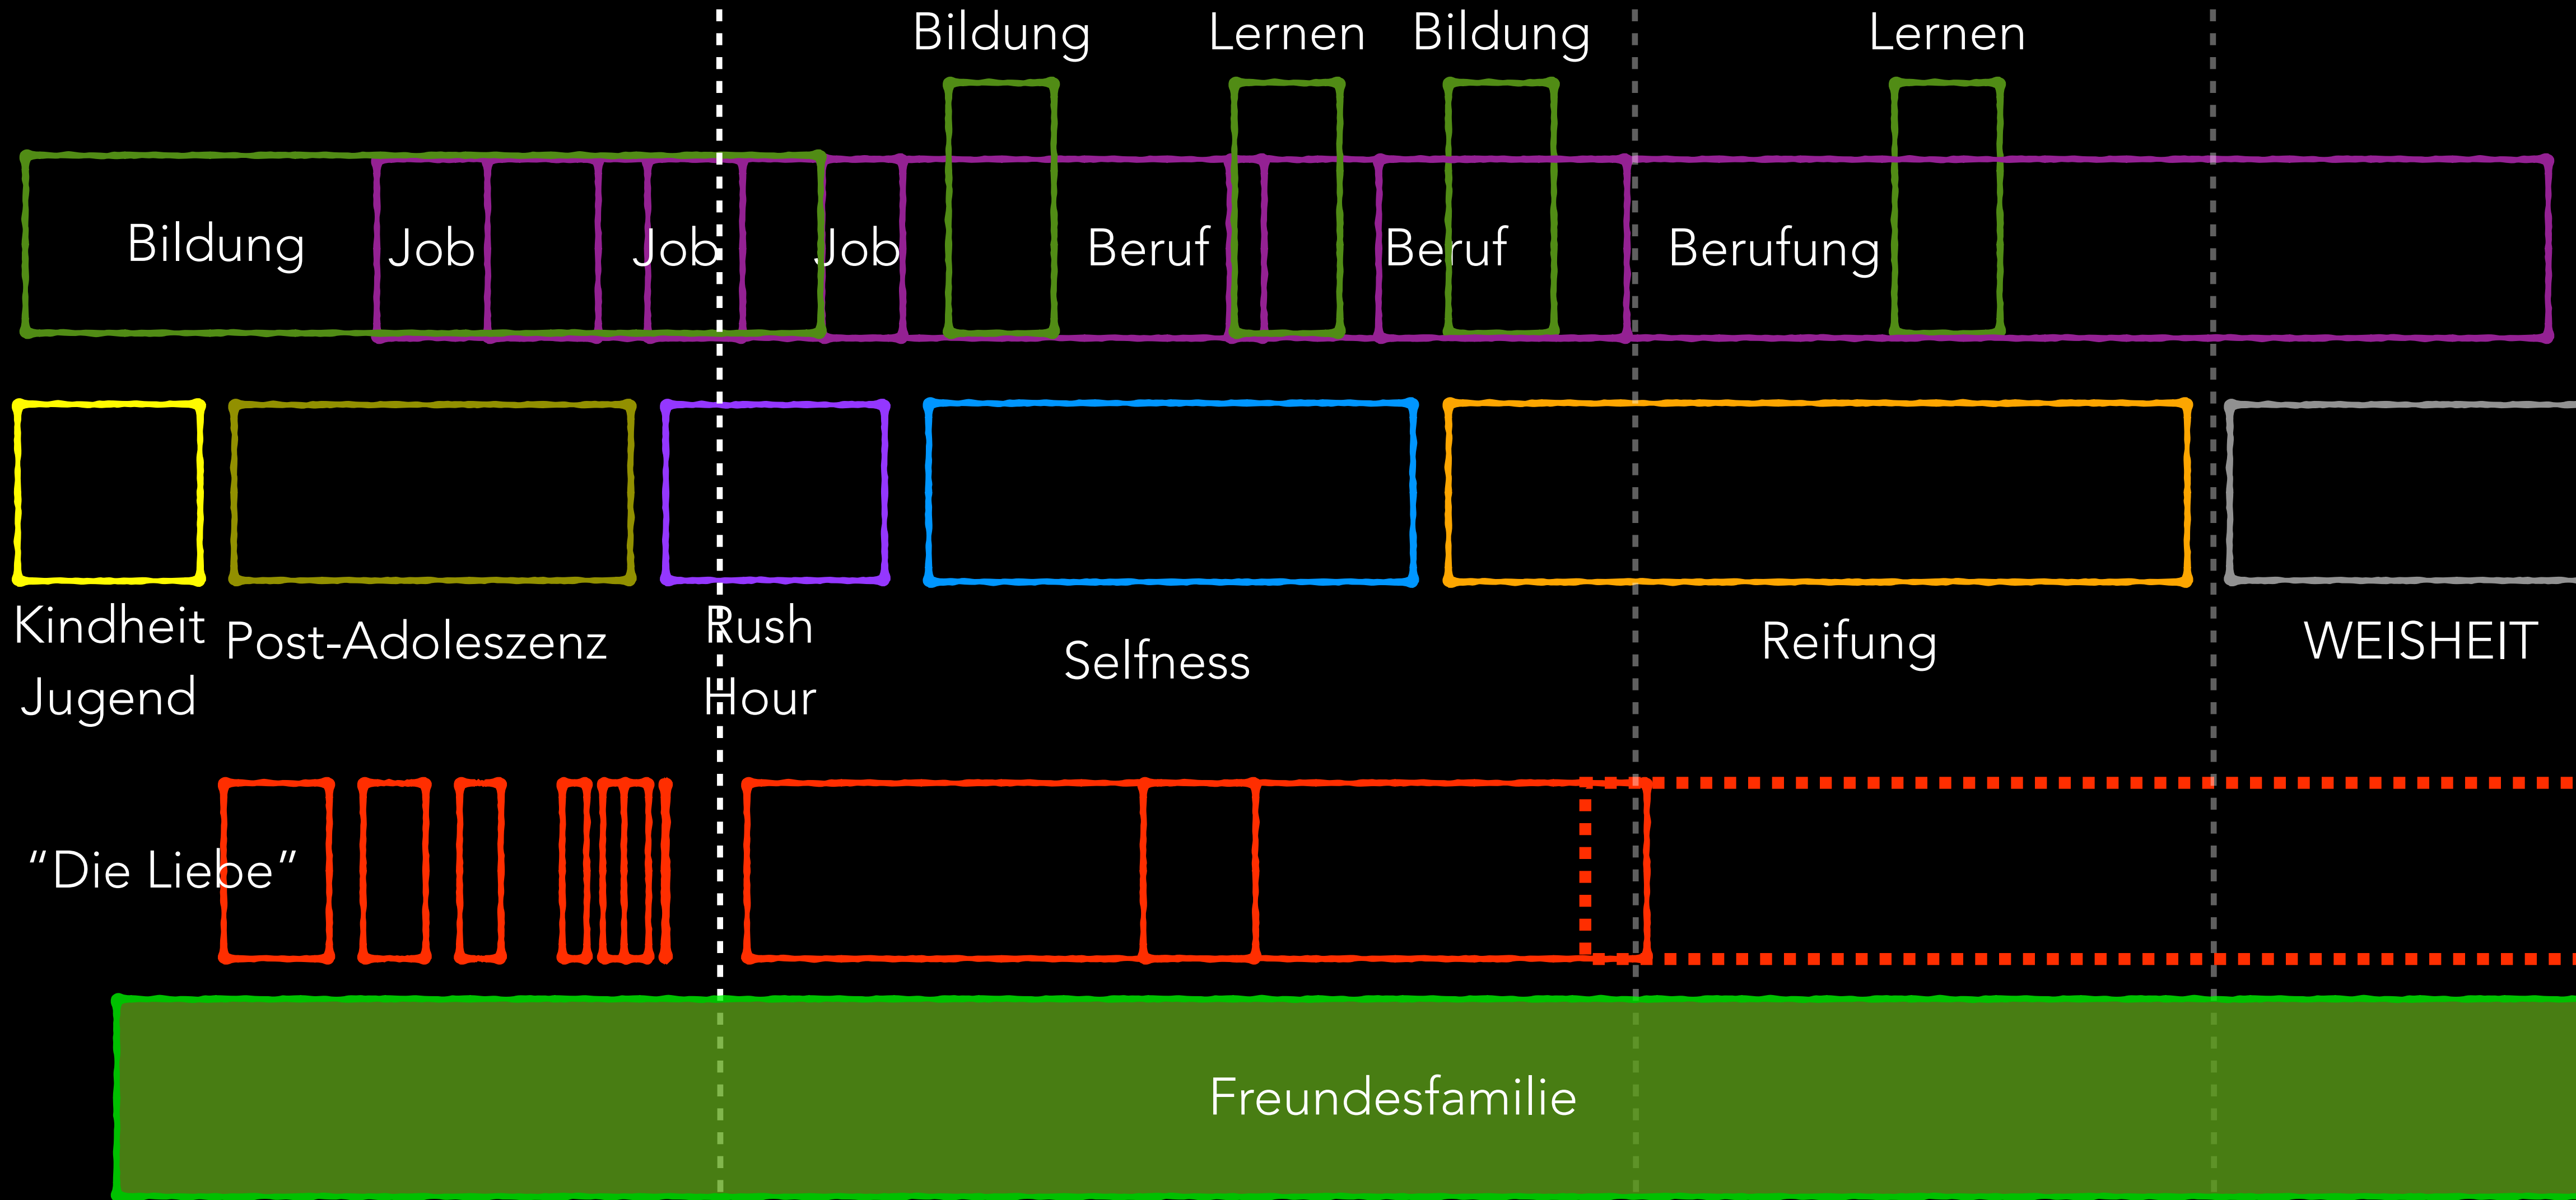 Bildung
Lernen
Bildung
Lernen
Bildung
Job
Job
Job
Beruf
Beruf
Berufung
Kindheit
Jugend
Post-Adoleszenz
Rush
Hour
Selfness
Reifung
WEISHEIT
“Die Liebe”
Freundesfamilie